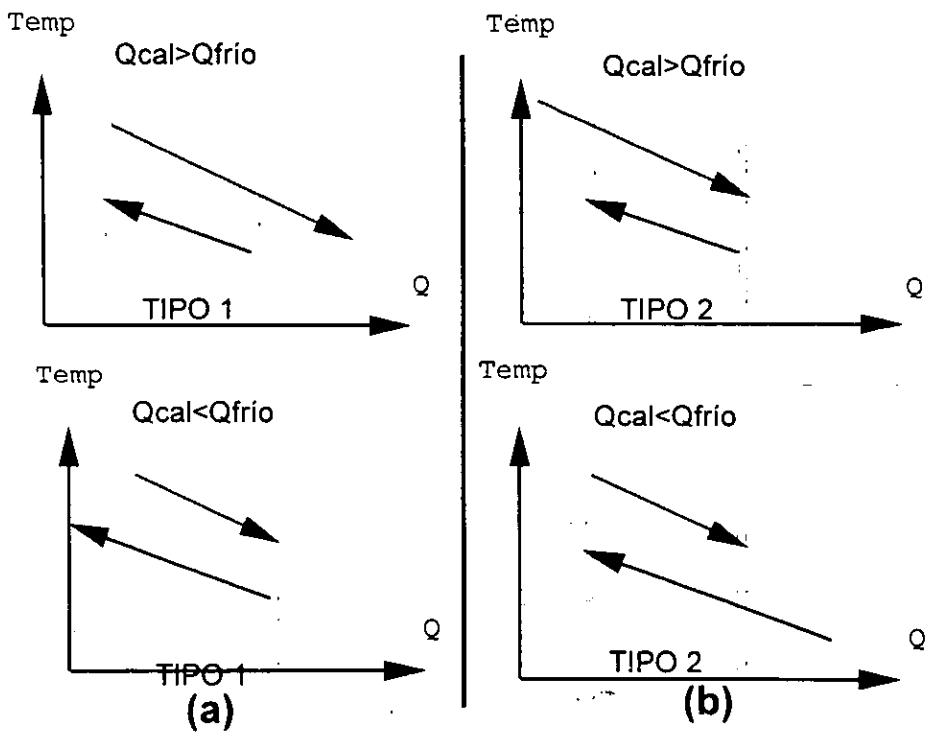 Temp
Qcal>Qfrío
Q
TIPO 1
Temp
Qcal>Qfrío
Q
TIPO 2
Temp
Qcal<Qfrío
Q
TIPO 1
(a)
Temp
Qcal<Qfrío
Q
TIPO 2
(b)